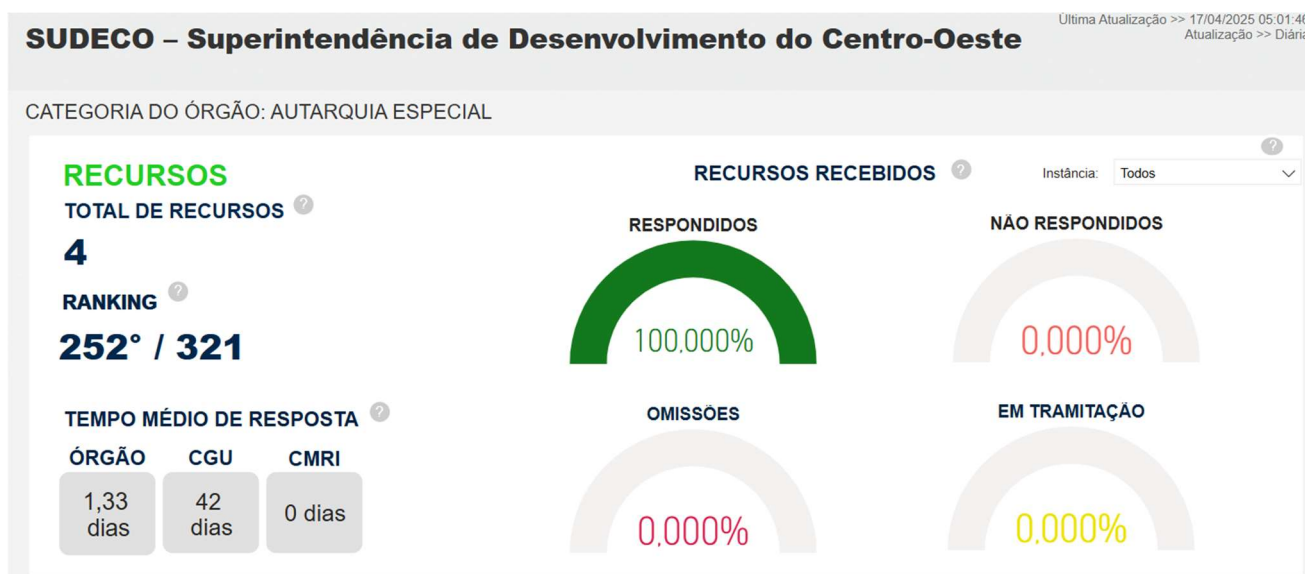 Última Atualização >> 17/04/2025 05:01:46
SUDECO – Superintendência de Desenvolvimento do Centro-Oeste
Atualização >> Diária
CATEGORIA DO ÓRGÃO: AUTARQUIA ESPECIAL
RECURSOS
TOTAL DE RECURSOS ?
4
RANKING ?
252° / 321
TEMPO MÉDIO DE RESPOSTA ?
ÓRGÃO CGU CMRI
1,33 dias 42 dias 0 dias
RECURSOS RECEBIDOS ?
?
Instância: Todos
RESPONDIDOS NÃO RESPONDIDOS
100,000% 0,000%
OMISSÕES EM TRAMITAÇÃO
0,000% 0,000%